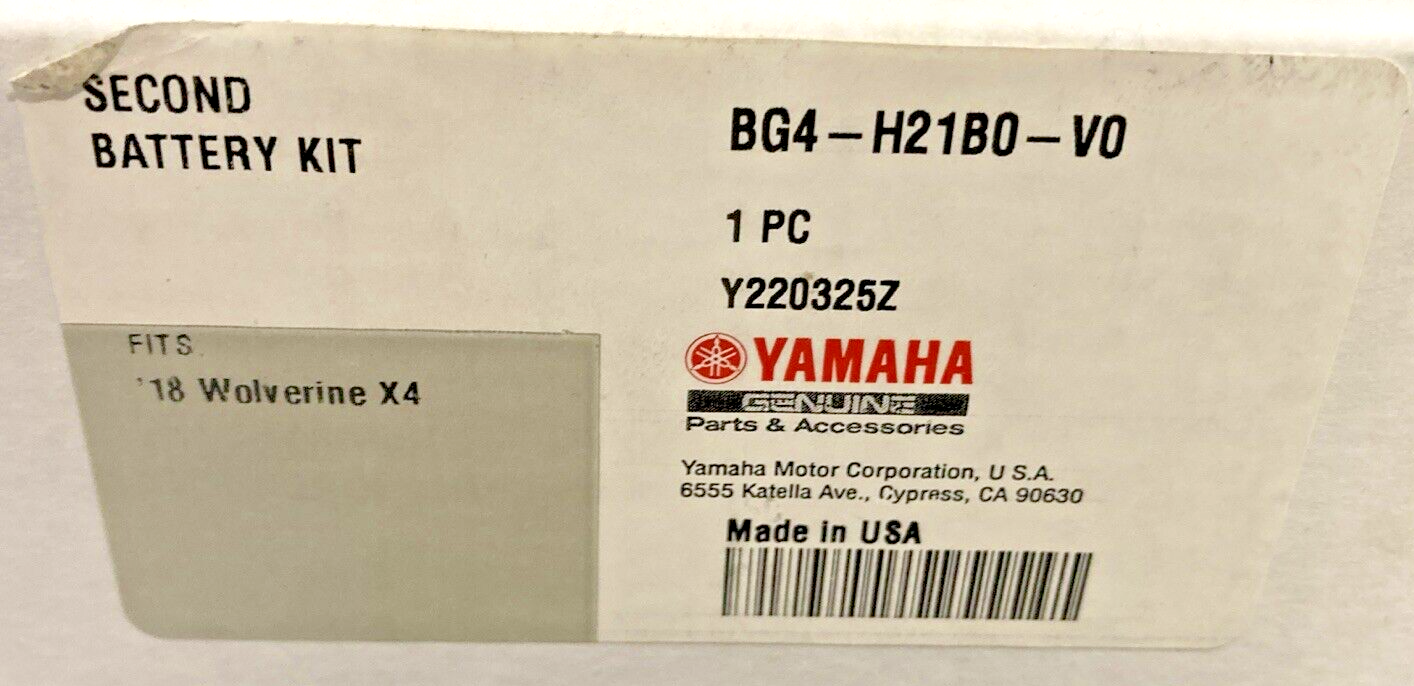 SECOND
BATTERY KIT
BG4-H21B0-V0
1 PC
Y220325Z
FITS
'18 Wolverine X4
YAMAHA
GENUINE
Parts & Accessories
Yamaha Motor Corporation, U S.A.
6555 Katella Ave., Cypress, CA 90630
Made in USA